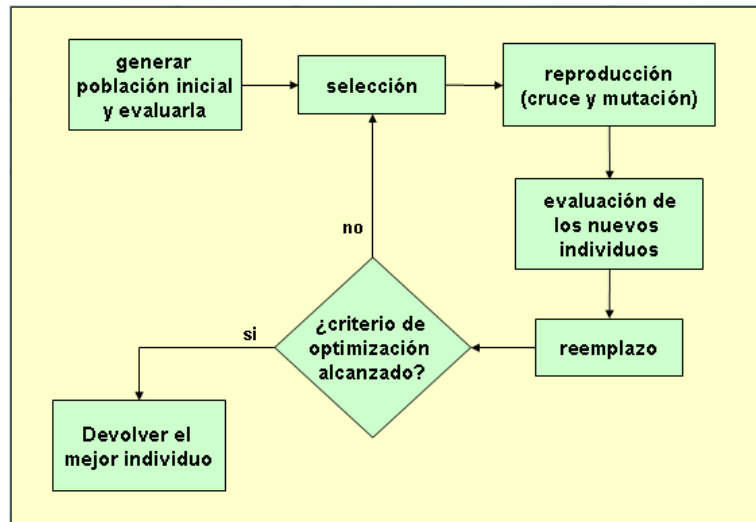 generar
población inicial
y evaluarla
selección
reproducción
(cruce y mutación)
evaluación de
los nuevos
individuos
reemplazo
¿criterio de
optimización
alcanzado?
no
si
Devolver el
mejor individuo